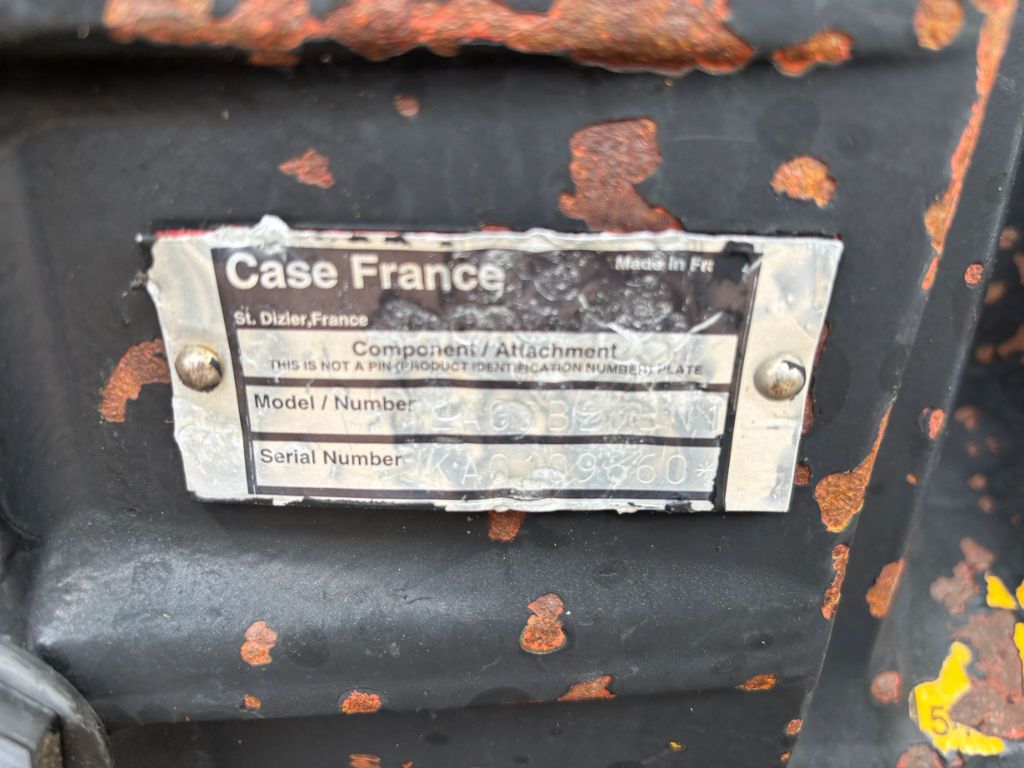 Case France
Made in
St. Dizier,France
Component / Attachment
THIS IS NOT A PIN (PRODUCT IDENTIFICATION NUMBER) PLATE
Model / Number
Serial Number
5